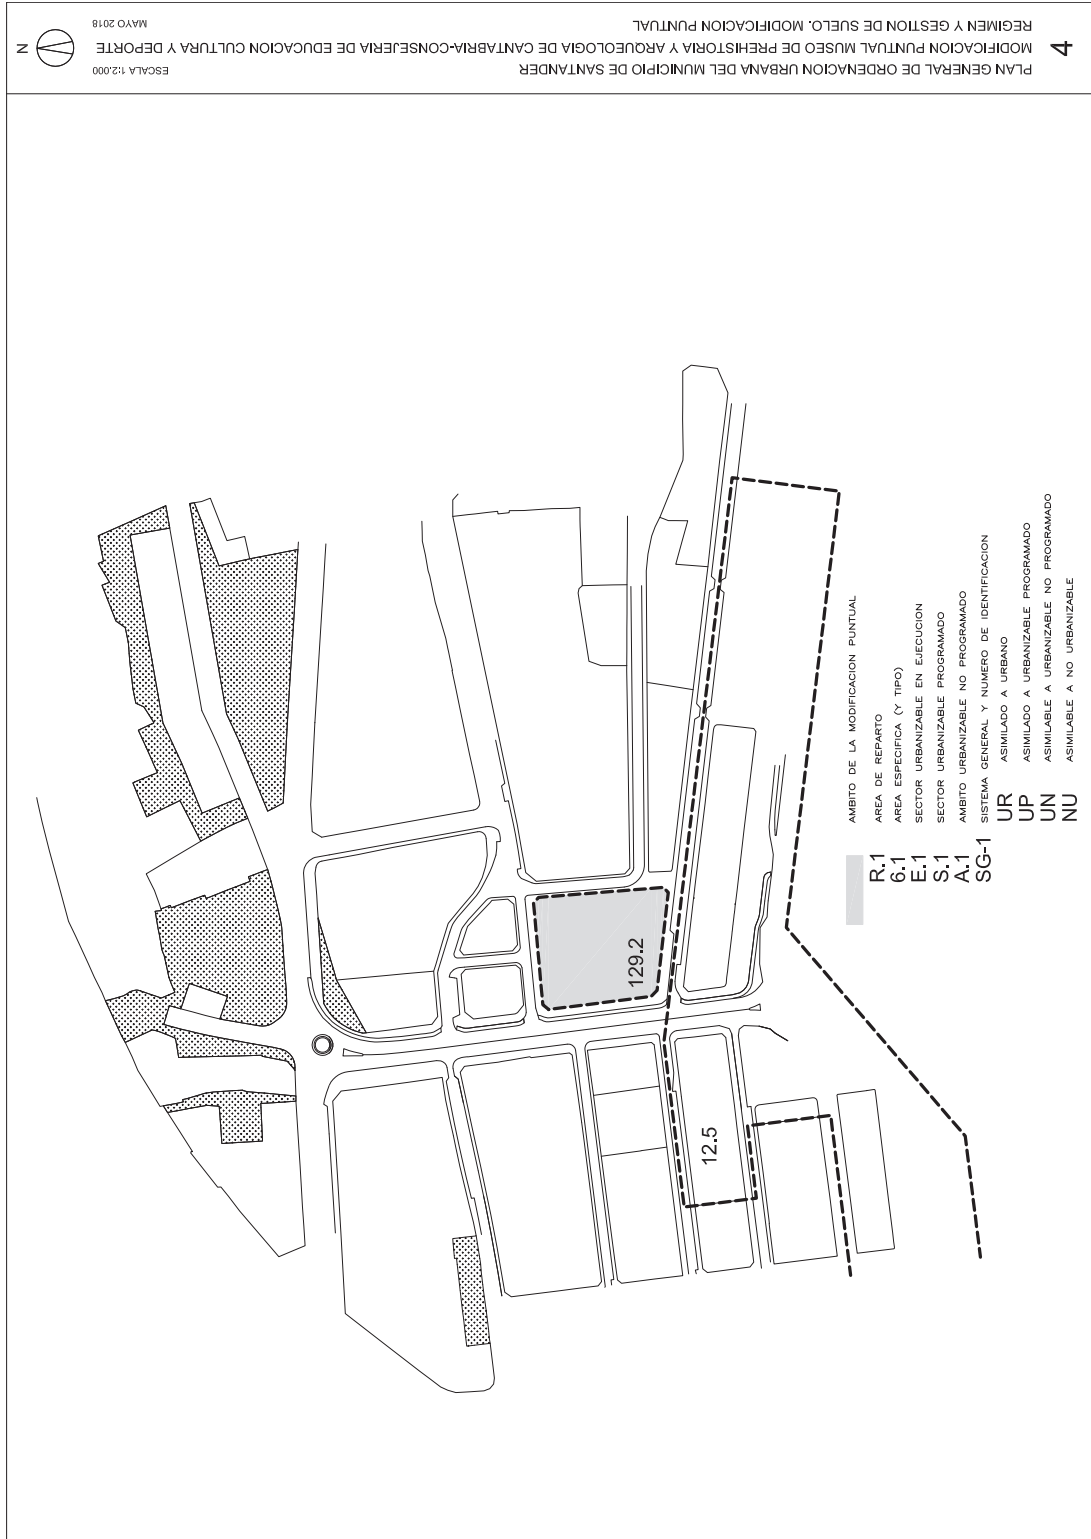 PLAN GENERAL DE ORDENACION URBANA DEL MUNICIPIO DE SANTANDER
MODIFICACION PUNTUAL MUSEO DE PREHISTORIA Y ARQUEOLOGIA DE CANTABRIA-CONSEJERIA DE EDUCACION CULTURA Y DEPORTE
REGIMEN Y GESTION DE SUELO. MODIFICACION PUNTUAL
4
ESCALA 1:2.000
MAYO 2018
N
129.2
12.5
AMBITO DE LA MODIFICACION PUNTUAL
R.1 AREA DE REPARTO
6.1 AREA ESPECIFICA (Y TIPO)
E.1 SECTOR URBANIZABLE EN EJECUCION
S.1 SECTOR URBANIZABLE PROGRAMADO
A.1 AMBITO URBANIZABLE NO PROGRAMADO
SG-1 SISTEMA GENERAL Y NUMERO DE IDENTIFICACION
UR ASIMILADO A URBANO
UP ASIMILADO A URBANIZABLE PROGRAMADO
UN ASIMILABLE A URBANIZABLE NO PROGRAMADO
NU ASIMILABLE A NO URBANIZABLE